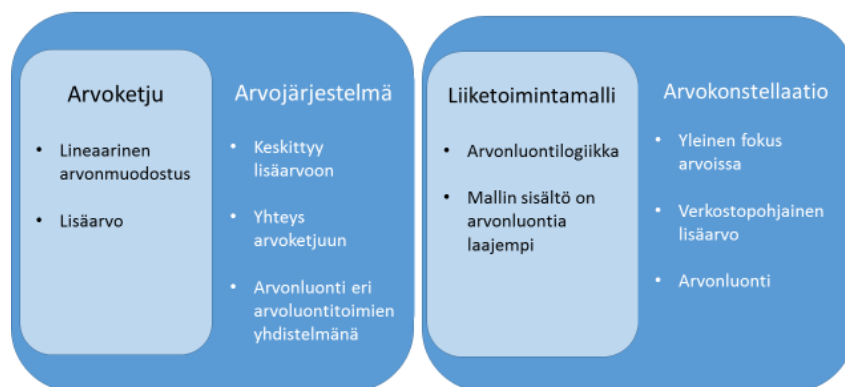 Arvoketju
• Lineaarinen
arvonmuodostus
• Lisäarvo
Arvojärjestelmä
• Keskittyy
lisäarvoon
• Yhteys
arvoketjuun
• Arvonluonti eri
arvoluontitoimien
yhdistelmänä
Liiketoimintamalli
• Arvonluontilogiikka
• Mallin sisältö on
arvonluontia
laajempi
Arvokonstellaatio
• Yleinen fokus
arvoissa
• Verkostopohjainen
lisäarvo
• Arvonluonti